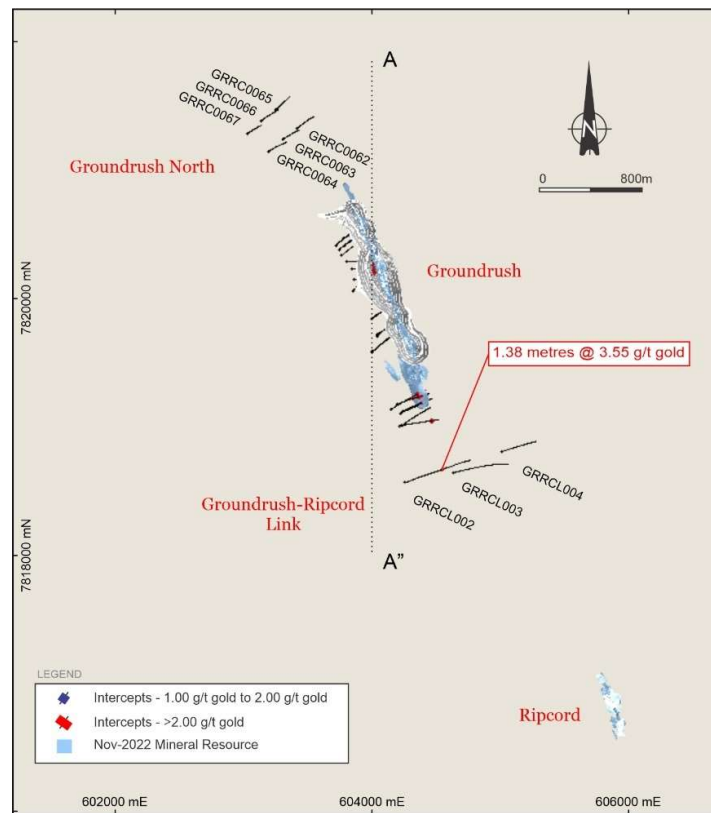 A
GRRC0065
GRRC0066
GRRC0067
GRRC0062
GRRC0063
GRRC0064
N
0 800m
Groundrush North
Groundrush
7820000 mN
1.38 metres @ 3.55 g/t gold
Groundrush-Ripcord
Link
GRRCL002
GRRCL003
GRRCL004
A"
7818000 mN
LEGEND
Intercepts - 1.00 g/t gold to 2.00 g/t gold
Intercepts - >2.00 g/t gold
Nov-2022 Mineral Resource
Ripcord
602000 mE
604000 mE
606000 mE